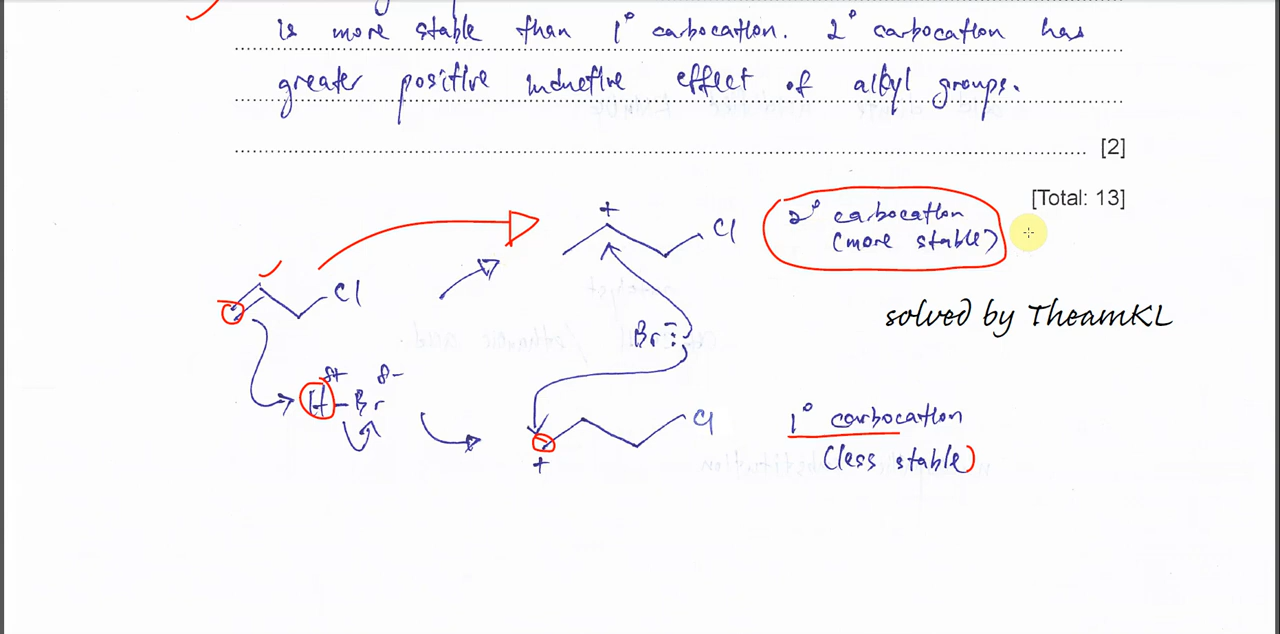 is more stable than 1° carbocation. 2° carbocation has
greater positive inductive effect of alkyl groups.
[2]
[Total: 13]
+
Cl
2° carbocation
(more stable)
Cl
solved by TheamKL
Br
δ+ δ-
H-Br
Cl
1° carbocation
(less stable)
+